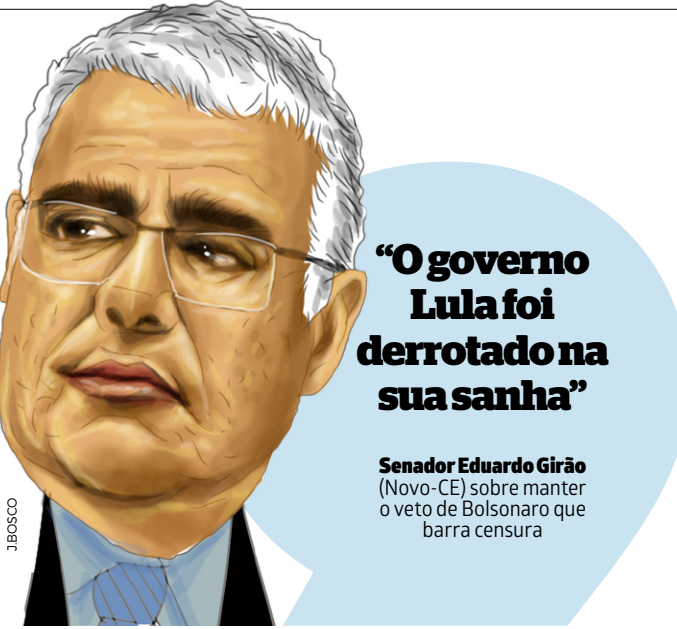 “O governo
Lula foi
derrotado na
sua sanha”
Senador Eduardo Girão
(Novo-CE) sobre manter
o veto de Bolsonaro que
barra censura
J.BOSCO